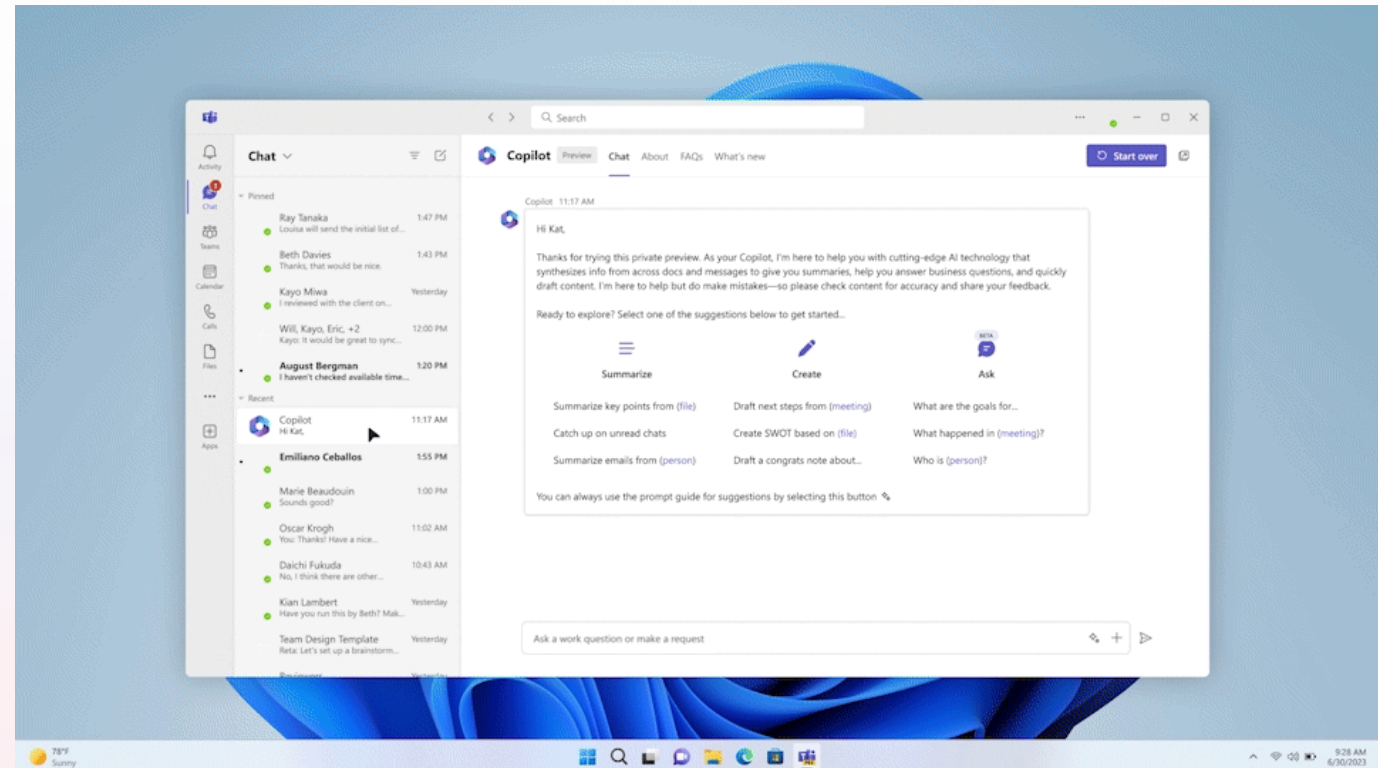 Search
Activity
Chat
Teams
Calendar
Calls
Files
Apps
Chat
Pinned
Ray Tanaka 1:47 PM
Louisa will send the initial list of...
Beth Davies 1:43 PM
Thanks, that would be nice.
Kayo Miwa Yesterday
I reviewed with the client on...
Will, Kayo, Eric, +2 12:00 PM
Kayo: It would be great to sync...
August Bergman 1:20 PM
I haven't checked available time...
Recent
Copilot 11:17 AM
Hi Kat,
Emiliano Ceballos 1:55 PM
Marie Beaudouin 1:00 PM
Sounds good?
Oscar Krogh 11:02 AM
You: Thanks! Have a nice...
Daichi Fukuda 10:43 AM
No, I think there are other...
Kian Lambert Yesterday
Have you run this by Beth? Mak...
Team Design Template Yesterday
Reta: Let's set up a brainstorm...
Copilot Preview Chat About FAQs What's new Start over
Copilot 11:17 AM
Hi Kat,
Thanks for trying this private preview. As your Copilot, I'm here to help you with cutting-edge AI technology that
synthesizes info from across docs and messages to give you summaries, help you answer business questions, and quickly
draft content. I'm here to help but do make mistakes—so please check content for accuracy and share your feedback.
Ready to explore? Select one of the suggestions below to get started...
BETA
Summarize Create Ask
Summarize key points from (file) Draft next steps from (meeting) What are the goals for...
Catch up on unread chats Create SWOT based on (file) What happened in (meeting)?
Summarize emails from (person) Draft a congrats note about... Who is (person)?
You can always use the prompt guide for suggestions by selecting this button
Ask a work question or make a request
78°F
Sunny
9:28 AM
6/30/2023